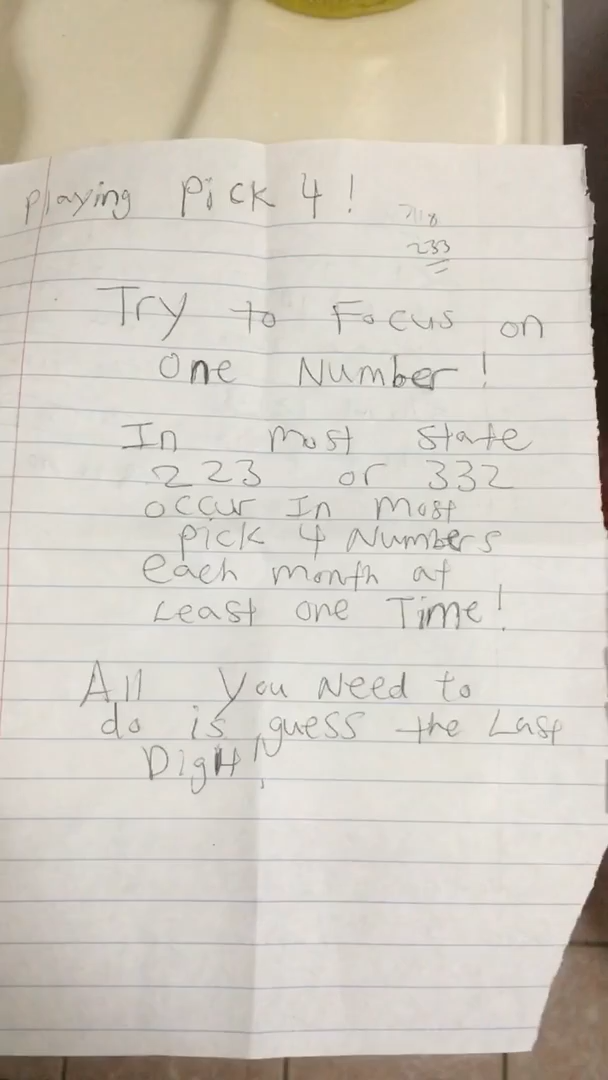 playing Pick 4!
718
233
Try to Focus on
One Number!
In most state
223 or 332
occur In most
pick 4 Numbers
each month at
Least one Time!
All You Need to
do is guess the Last
Digit!